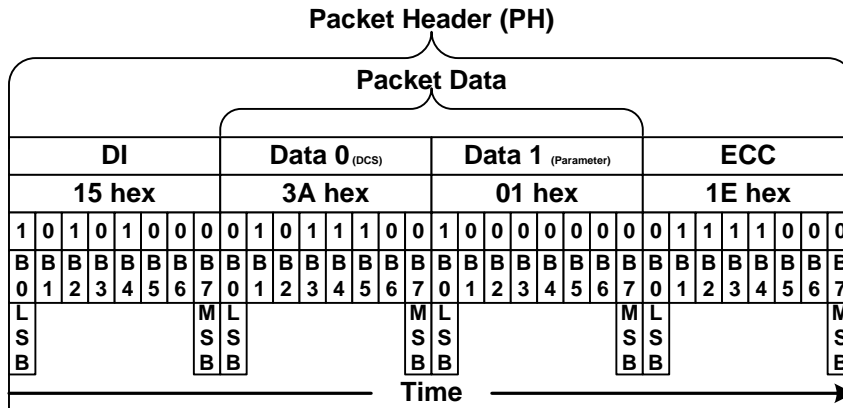 Packet Header (PH)
Packet Data
DI Data 0 (DCS) Data 1 (Parameter) ECC
15 hex 3A hex 01 hex 1E hex
1 0 1 0 1 0 0 0 0 1 0 1 1 1 0 0 1 0 0 0 0 0 0 0 0 1 1 1 1 0 0 0
B B B B B B B B B B B B B B B B B B B B B B B B B B B B B B B B
0 1 2 3 4 5 6 7 0 1 2 3 4 5 6 7 0 1 2 3 4 5 6 7 0 1 2 3 4 5 6 7
L M L M L M L M
S S S S S S S S
B B B B B B B B
Time